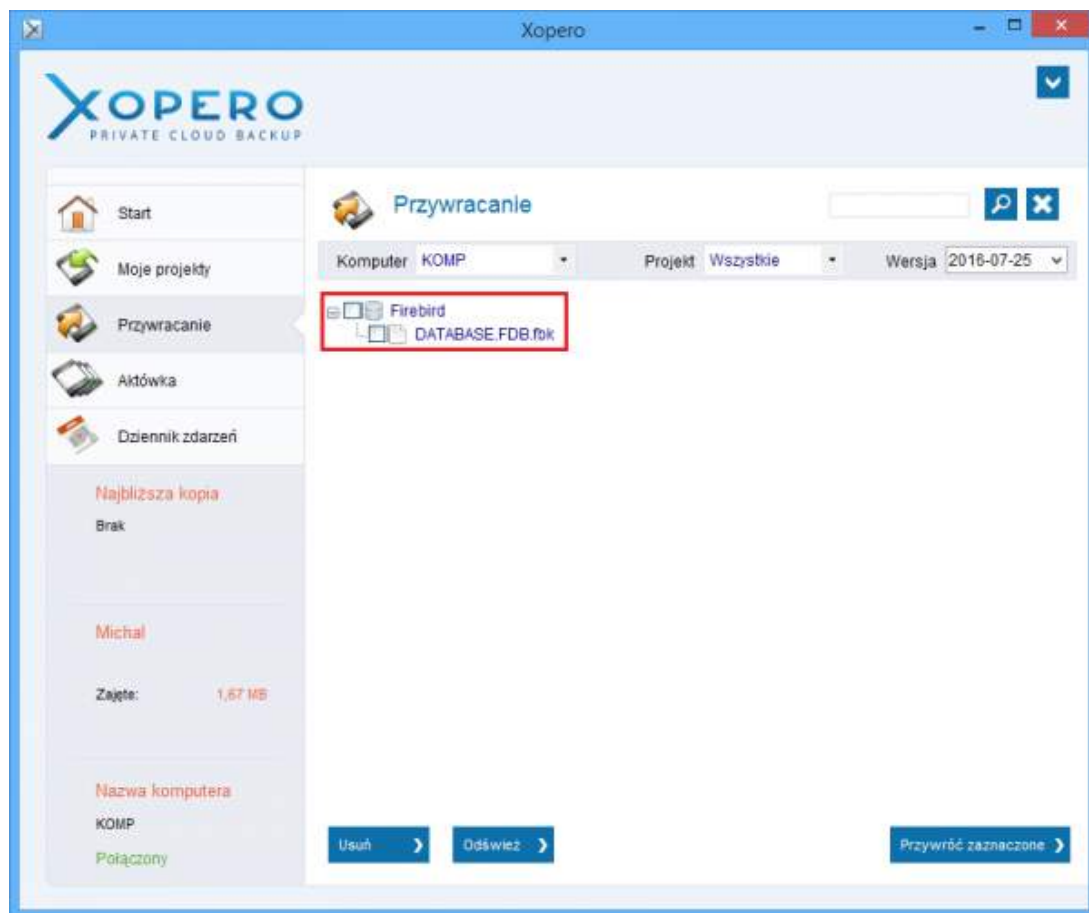 Xopero
XOPERO
PRIVATE CLOUD BACKUP
Start
Moje projekty
Przywracanie
Aktówka
Dziennik zdarzeń
Najbliższa kopia
Brak
Michal
Zajęte: 1,67 MB
Nazwa komputera
KOMP
Połączony
Przywracanie
Komputer KOMP Projekt Wszystkie Wersja 2016-07-25
Firebird
DATABASE.FDB.fbk
Usuń Odśwież Przywróć zaznaczone